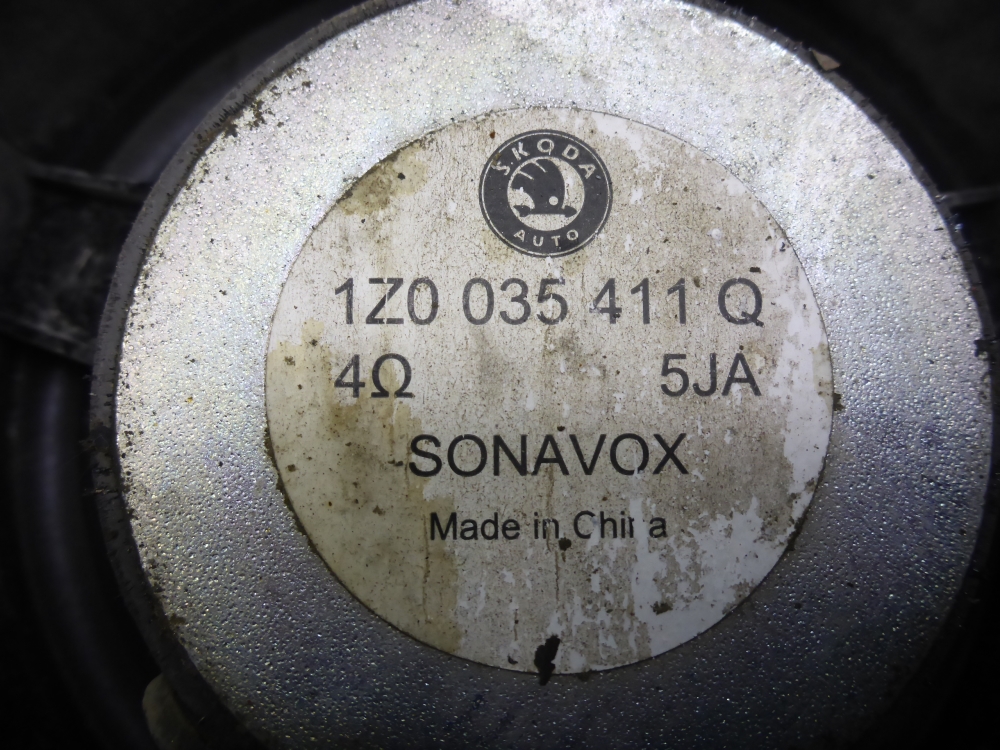 ŠKODA
AUTO
1Z0 035 411 Q
4Ω 5JA
SONAVOX
Made in China